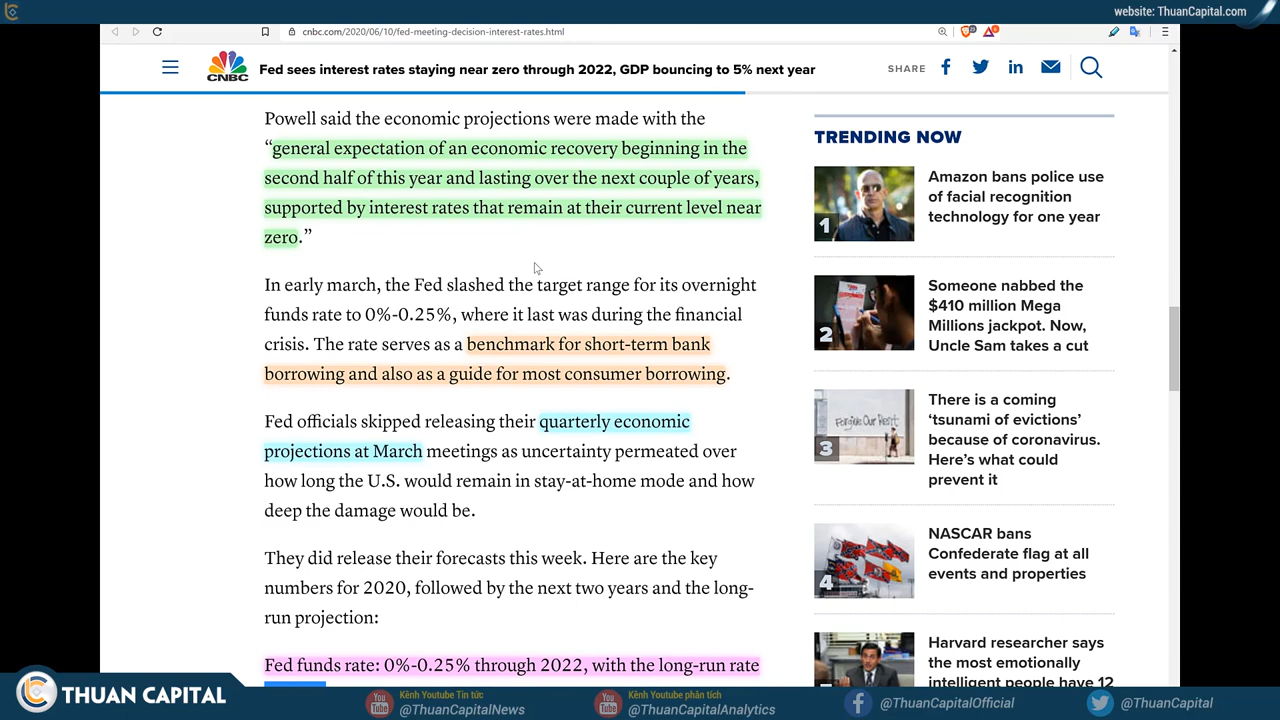 website: ThuanCapital.com
cnbc.com/2020/06/10/fed-meeting-decision-interest-rates.html
CNBC
Fed sees interest rates staying near zero through 2022, GDP bouncing to 5% next year
SHARE
Powell said the economic projections were made with the
“general expectation of an economic recovery beginning in the
second half of this year and lasting over the next couple of years,
supported by interest rates that remain at their current level near
zero.”
In early march, the Fed slashed the target range for its overnight
funds rate to 0%-0.25%, where it last was during the financial
crisis. The rate serves as a benchmark for short-term bank
borrowing and also as a guide for most consumer borrowing.
Fed officials skipped releasing their quarterly economic
projections at March meetings as uncertainty permeated over
how long the U.S. would remain in stay-at-home mode and how
deep the damage would be.
They did release their forecasts this week. Here are the key
numbers for 2020, followed by the next two years and the long-
run projection:
Fed funds rate: 0%-0.25% through 2022, with the long-run rate
TRENDING NOW
1
Amazon bans police use
of facial recognition
technology for one year
2
Someone nabbed the
$410 million Mega
Millions jackpot. Now,
Uncle Sam takes a cut
3
Forgive Our Rent
There is a coming
‘tsunami of evictions’
because of coronavirus.
Here’s what could
prevent it
4
NASCAR bans
Confederate flag at all
events and properties
Harvard researcher says
the most emotionally
intelligent people have 12
THUAN CAPITAL
You Tube
Kênh Youtube Tin tức
@ThuanCapitalNews
You Tube
Kênh Youtube phân tích
@ThuanCapitalAnalytics
@ThuanCapitalOfficial
@ThuanCapital